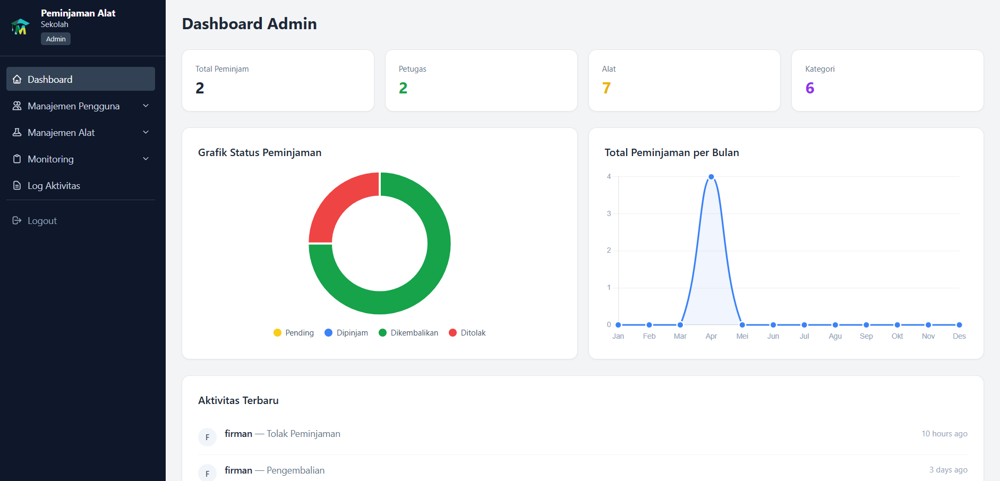 Peminjaman Alat
Sekolah
Admin
Dashboard
Manajemen Pengguna
Manajemen Alat
Monitoring
Log Aktivitas
Logout
Dashboard Admin
Total Peminjam
2
Petugas
2
Alat
7
Kategori
6
Grafik Status Peminjaman
Pending Dipinjam Dikembalikan Ditolak
Total Peminjaman per Bulan
4
3
2
1
0
Jan Feb Mar Apr Mei Jun Jul Agu Sep Okt Nov Des
Aktivitas Terbaru
F firman — Tolak Peminjaman 10 hours ago
F firman — Pengembalian 3 days ago